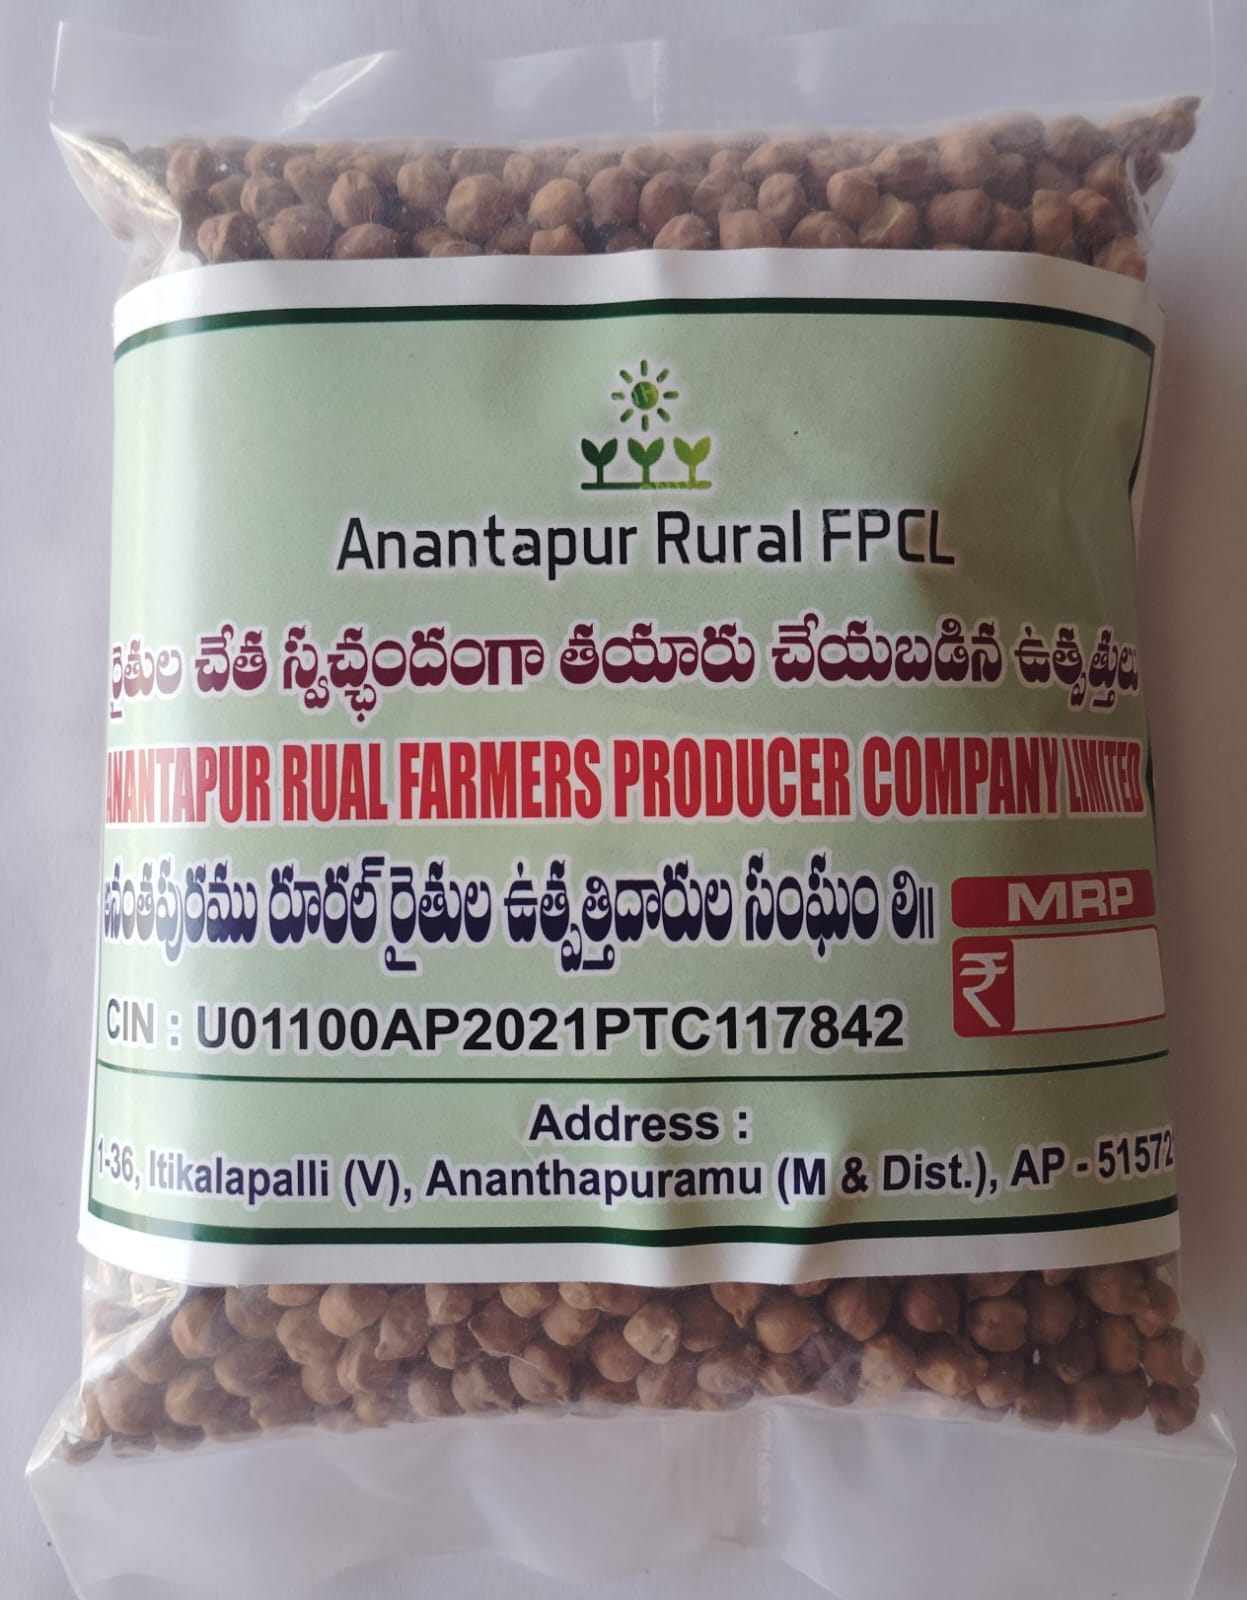 Anantapur Rural FPCL
రైతుల చేత స్వచ్ఛందంగా తయారు చేయబడిన ఉత్పత్తులు
ANANTAPUR RUAL FARMERS PRODUCER COMPANY LIMITED
అనంతపురము రూరల్ రైతుల ఉత్పత్తిదారుల సంఘం లి॥
MRP
₹
CIN : U01100AP2021PTC117842
Address :
1-36, Itikalapalli (V), Ananthapuramu (M & Dist.), AP - 51572